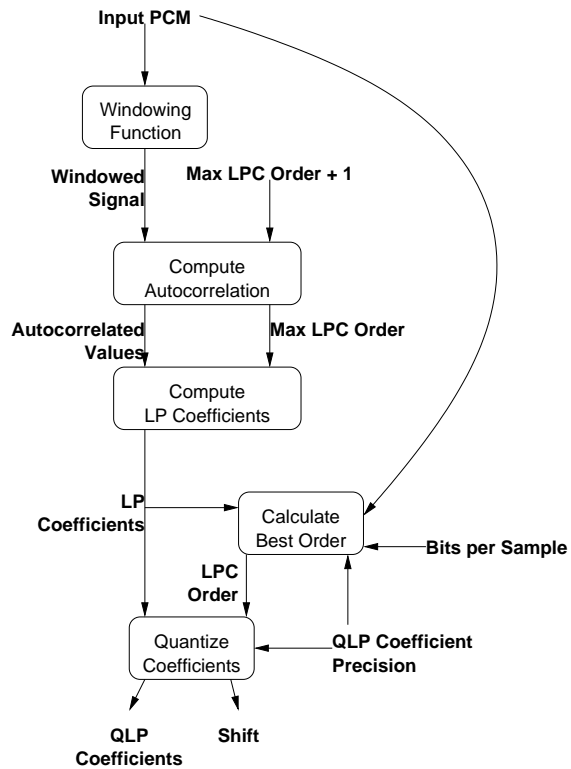 Input PCM
Windowing
Function
Windowed
Signal
Max LPC Order + 1
Compute
Autocorrelation
Autocorrelated
Values
Max LPC Order
Compute
LP Coefficients
LP
Coefficients
Calculate
Best Order
Bits per Sample
LPC
Order
Quantize
Coefficients
QLP Coefficient
Precision
QLP
Coefficients
Shift